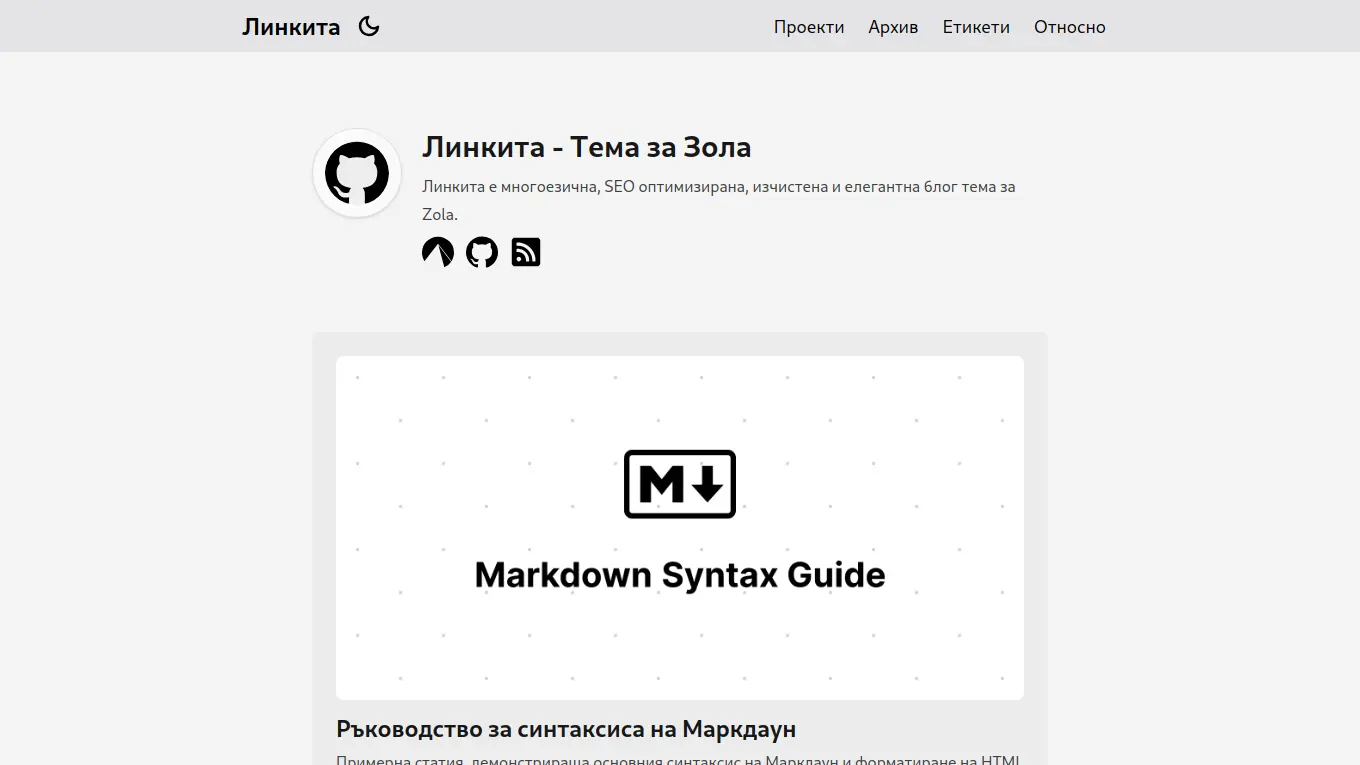 Линкита
Проекти Архив Етикети Относно
Линкита - Тема за Зола
Линкита е многоезична, SEO оптимизирана, изчистена и елегантна блог тема за
Zola.
M
Markdown Syntax Guide
Ръководство за синтаксиса на Маркдаун
Примерна статия, демонстрираща основния синтаксис на Маркдаун и форматиране на HTML